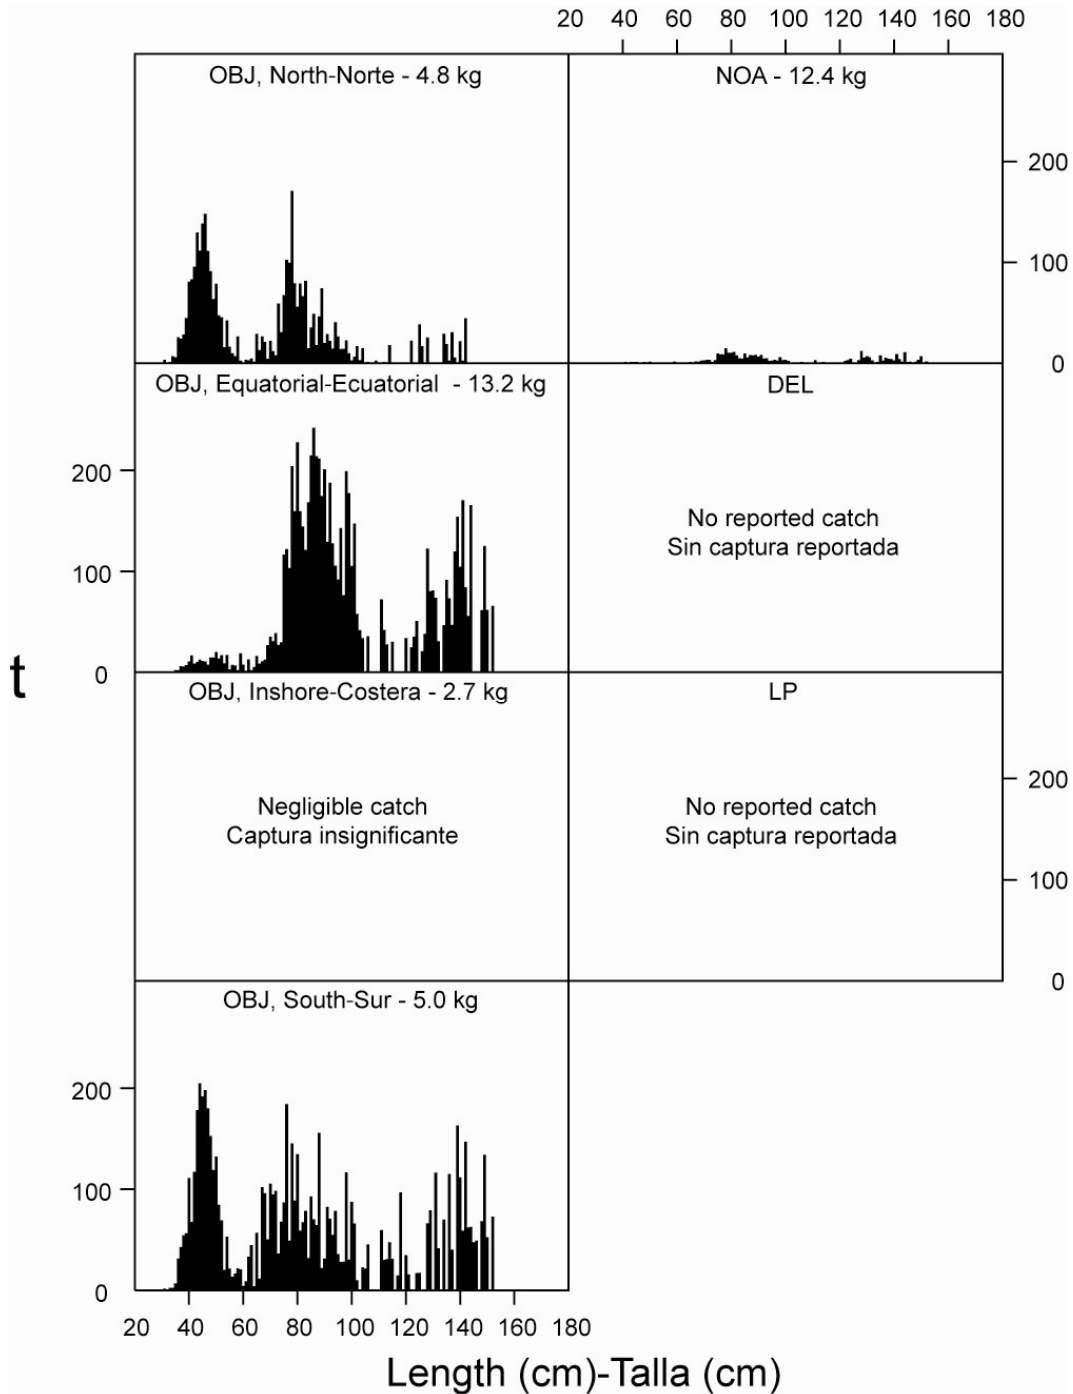 20 40 60 80 100 120 140 160 180
OBJ, North-Norte - 4.8 kg
NOA - 12.4 kg
200
100
0
OBJ, Equatorial-Ecuatorial - 13.2 kg
DEL
200
100
0
No reported catch
Sin captura reportada
t
OBJ, Inshore-Costera - 2.7 kg
LP
Negligible catch
Captura insignificante
No reported catch
Sin captura reportada
200
100
0
OBJ, South-Sur - 5.0 kg
200
100
0
20 40 60 80 100 120 140 160 180
Length (cm)-Talla (cm)